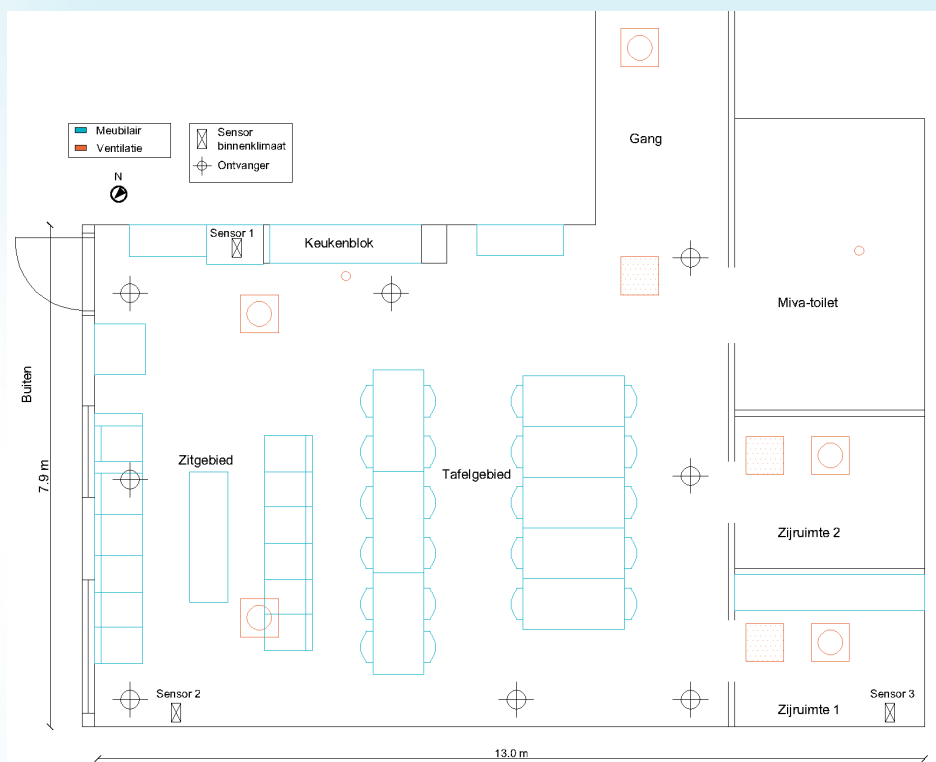 Meubilair
Ventilatie
Sensor
binnenklimaat
Ontvanger
N
Gang
Sensor 1
Keukenblok
Miva-toilet
Buiten
7.9 m
Zitgebied
Tafelgebied
Zijruimte 2
Sensor 2
Sensor 3
Zijruimte 1
13.0 m